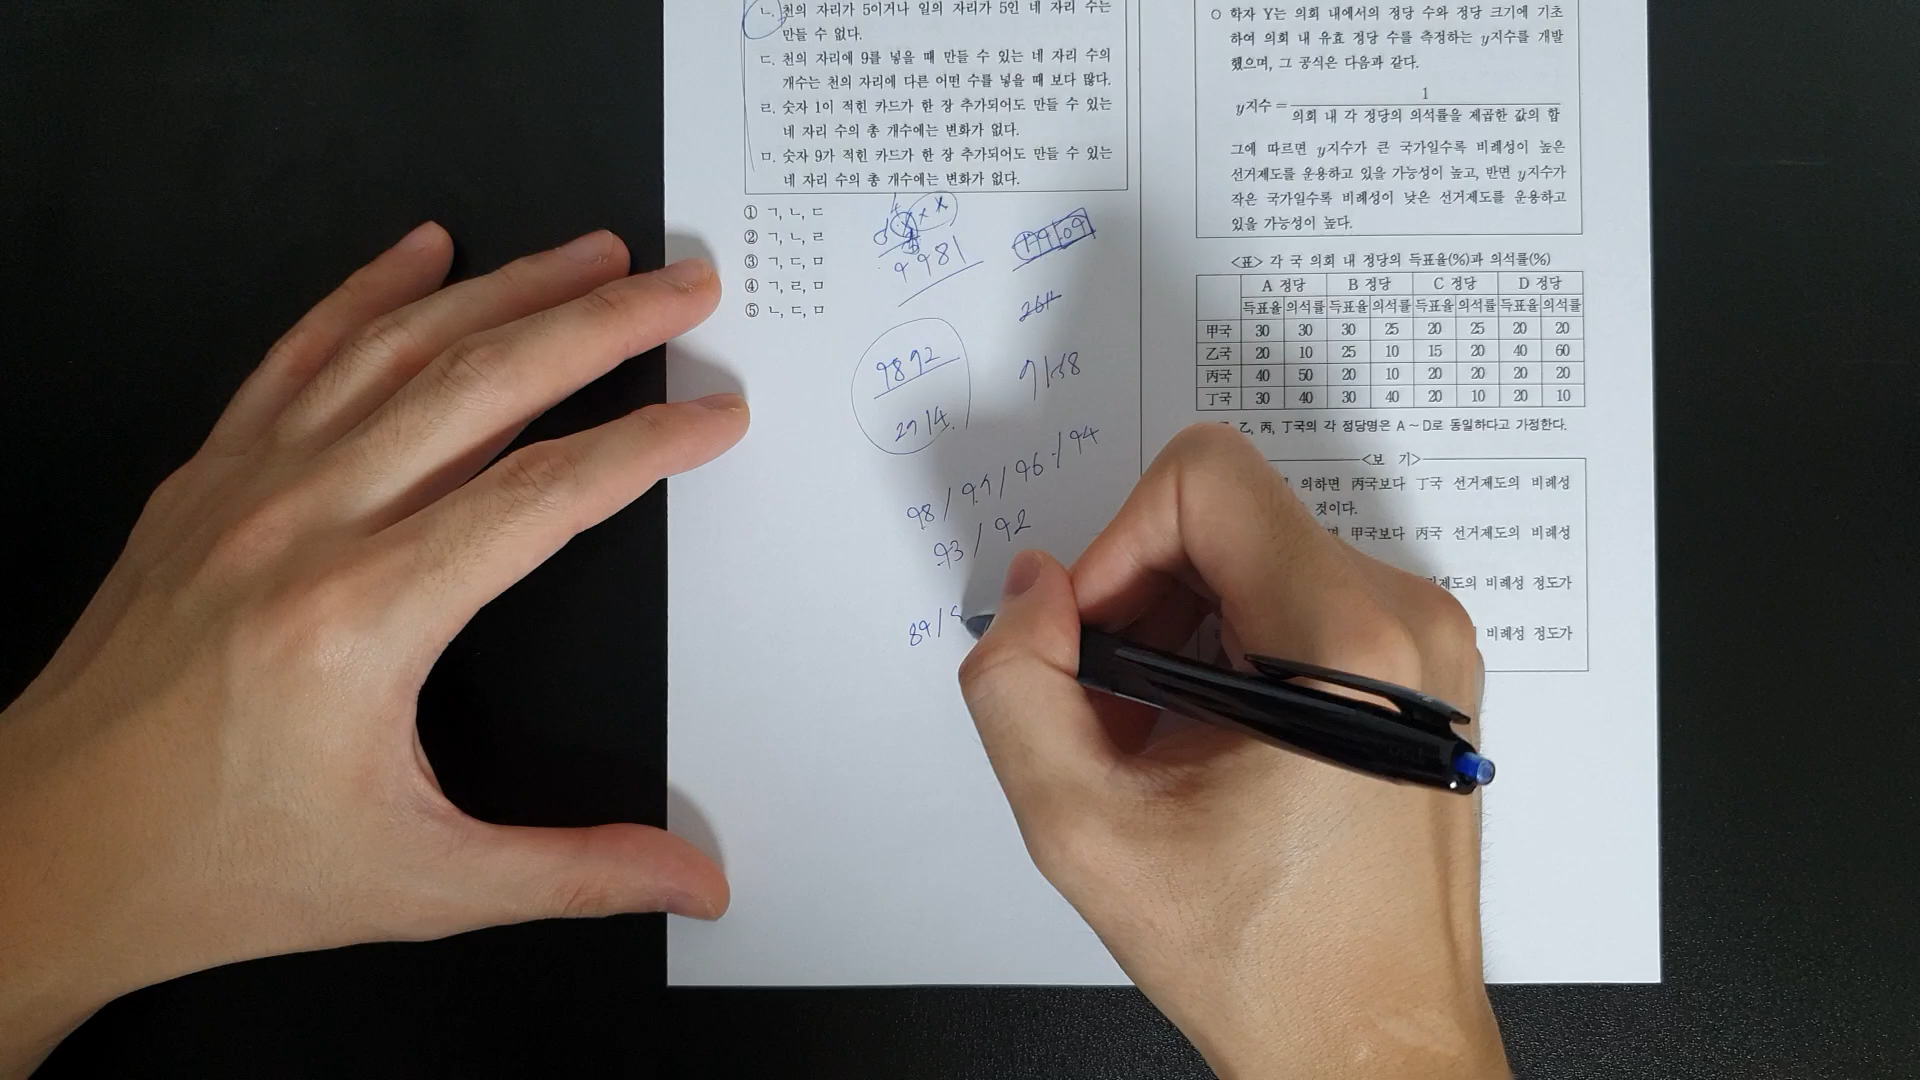 ㄴ. 천의 자리가 5이거나 일의 자리가 5인 네 자리 수는
만들 수 없다.
ㄷ. 천의 자리에 9를 넣을 때 만들 수 있는 네 자리 수의
개수는 천의 자리에 다른 어떤 수를 넣을 때 보다 많다.
ㄹ. 숫자 1이 적힌 카드가 한 장 추가되어도 만들 수 있는
네 자리 수의 총 개수에는 변화가 없다.
ㅁ. 숫자 9가 적힌 카드가 한 장 추가되어도 만들 수 있는
네 자리 수의 총 개수에는 변화가 없다.
① ㄱ, ㄴ, ㄷ
② ㄱ, ㄴ, ㄹ
③ ㄱ, ㄷ, ㅁ
④ ㄱ, ㄹ, ㅁ
⑤ ㄴ, ㄷ, ㅁ
9981
9892
2914
98/97/96/94
93/92
89/
○ 학자 Y는 의회 내에서의 정당 수와 정당 크기에 기초
하여 의회 내 유효 정당 수를 측정하는 y지수를 개발
했으며, 그 공식은 다음과 같다.
y지수 = 1
의회 내 각 정당의 의석률을 제곱한 값의 합
그에 따르면 y지수가 큰 국가일수록 비례성이 높은
선거제도를 운용하고 있을 가능성이 높고, 반면 y지수가
작은 국가일수록 비례성이 낮은 선거제도를 운용하고
있을 가능성이 높다.
<표> 각 국 의회 내 정당의 득표율(%)과 의석률(%)
A 정당 B 정당 C 정당 D 정당
득표율 의석률 득표율 의석률 득표율 의석률 득표율 의석률
甲국 30 30 30 25 20 25 20 20
乙국 20 10 25 10 15 20 40 60
丙국 40 50 20 10 20 20 20 20
丁국 30 40 30 40 20 10 20 10
乙, 丙, 丁국의 각 정당명은 A ~ D로 동일하다고 가정한다.
<보 기>
의하면 丙국보다 丁국 선거제도의 비례성
것이다.
甲국보다 丙국 선거제도의 비례성
비례성 정도가
비례성 정도가